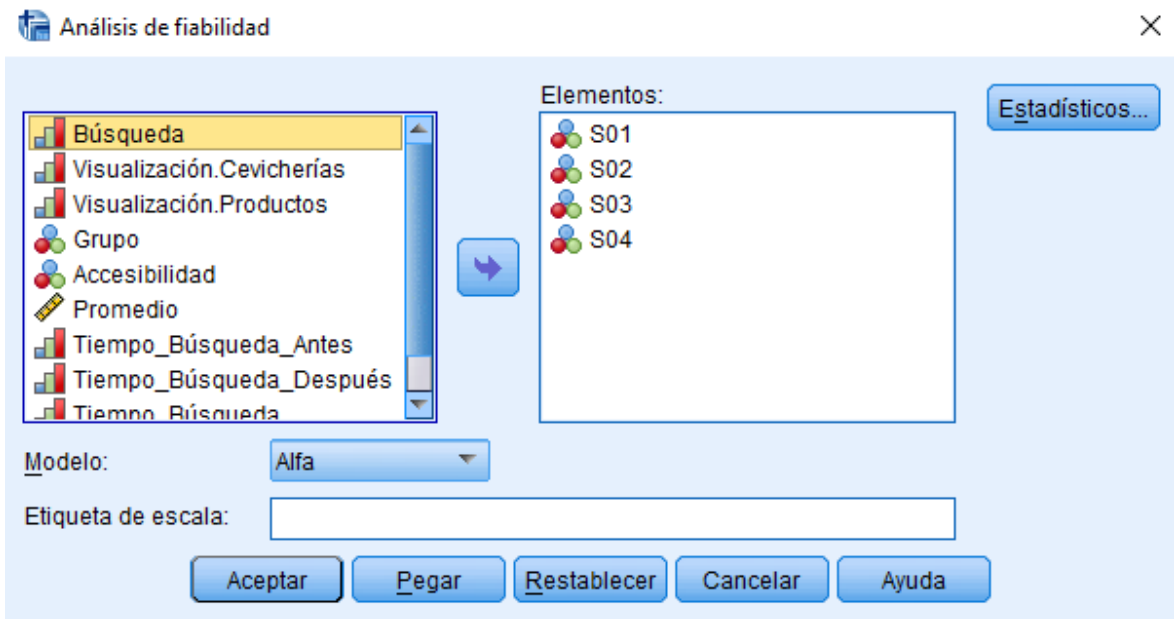 Análisis de fiabilidad
Elementos:
Estadísticos...
Búsqueda
Visualización.Cevicherías
Visualización.Productos
Grupo
Accesibilidad
Promedio
Tiempo_Búsqueda_Antes
Tiempo_Búsqueda_Después
Tiempo_Búsqueda
S01
S02
S03
S04
Modelo:
Alfa
Etiqueta de escala:
Aceptar
Pegar
Restablecer
Cancelar
Ayuda